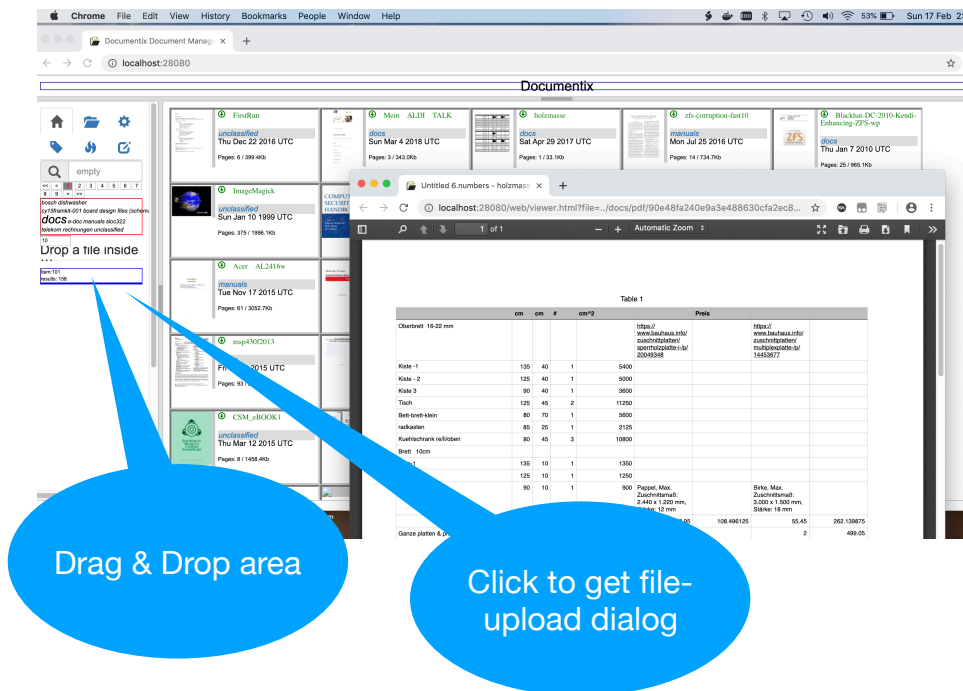 Chrome File Edit View History Bookmarks People Window Help 53% Sun 17 Feb
Documentix Document Manag
localhost:28080
Documentix
empty
<< < 2 3 4 5 6 7
8 9 > >>
bosch dishwasher
cy15framkit-001 board design files (schem
docs e-doc manuals doc322
telekom rechnungen unclassified
10
Drop a file inside
Item:101
results: 156
FirstRun
unclassified
Thu Dec 22 2016 UTC
Pages: 6 / 399.4Kb
Mein ALDI TALK
docs
Sun Mar 4 2018 UTC
Pages: 3 / 343.0Kb
holzmasse
docs
Sat Apr 29 2017 UTC
Pages: 1 / 33.1Kb
zfs-corruption-fast10
manuals
Mon Jul 25 2016 UTC
Pages: 14 / 734.7Kb
ZFS
Blackhat-DC-2010-Kendi-
Enhancing-ZFS-wp
docs
Thu Jan 7 2010 UTC
Pages: 25 / 965.1Kb
ImageMagick
unclassified
Sun Jan 10 1999 UTC
Pages: 375 / 1996.1Kb
COMPU
SECURIT
HANDBO
Acer AL2416w
manuals
Tue Nov 17 2015 UTC
Pages: 61 / 3052.7Kb
msp430f2013
2015 UTC
Pages: 93 /
CSM_eBOOK1
unclassified
Thu Mar 12 2015 UTC
Pages: 8 / 1458.4Kb
Untitled 6.numbers - holzmass
localhost:28080/web/viewer.html?file=../docs/pdf/90e48fa240e9a3e488630cfa2ec8...
1 of 1
Automatic Zoom
Table 1
cm cm # cm^2 Preis
Oberbrett 16-22 mm
https://
www.bauhaus.info/
zuschnittplatten/
sperrholzplatte-i-/p/
20049348
https://
www.bauhaus.info/
zuschnittplatten/
multiplexplatte-/p/
14453677
Kiste -1 135 40 1 5400
Kiste - 2 125 40 1 5000
Kiste 3 90 40 1 3600
Tisch 125 45 2 11250
Bett-brett-klein 80 70 1 5600
radkasten 85 25 1 2125
Kuehlschrank re/li/oben 80 45 3 10800
Brett 10cm
135 10 1 1350
125 10 1 1250
90 10 1 900
Pappel, Max.
Zuschnittsmaß:
2.440 x 1.220 mm,
Stärke: 12 mm
Birke, Max.
Zuschnittsmaß:
3.000 x 1.500 mm,
Stärke: 18 mm
108.496125 55.45 262.139875
Ganze platten & 2 499.05
Drag & Drop area
Click to get file-
upload dialog